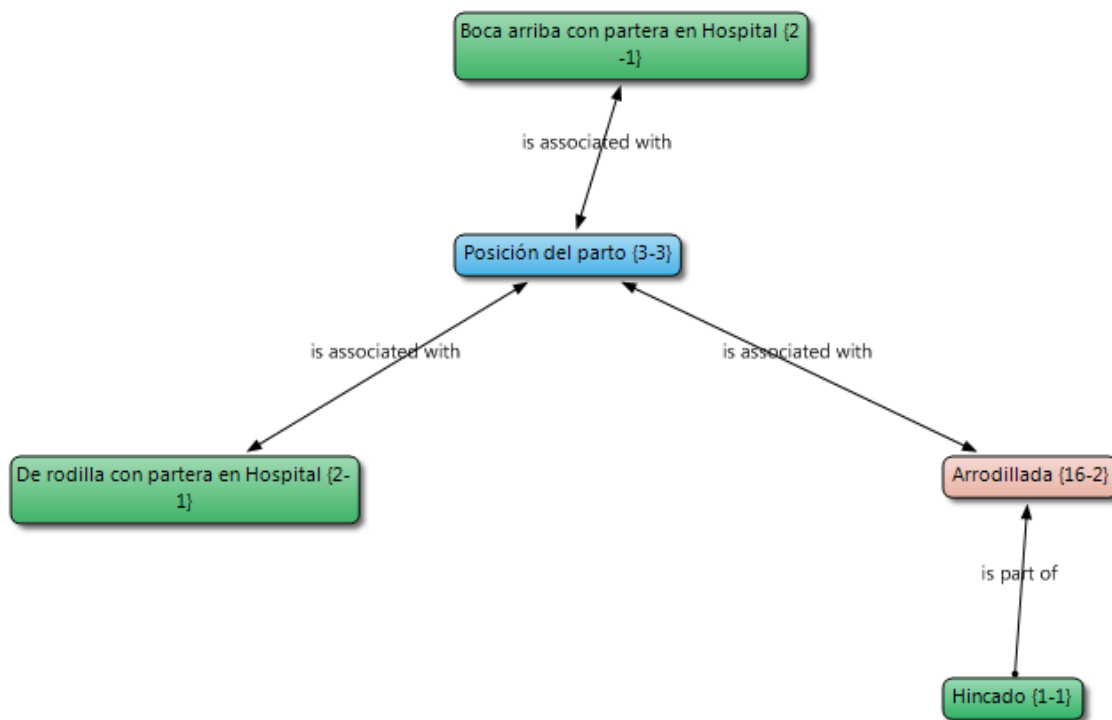 Boca arriba con partera en Hospital {2
-1}
is associated with
Posición del parto {3-3}
is associated with
is associated with
De rodilla con partera en Hospital {2-
1}
Arrodillada {16-2}
is part of
Hincado {1-1}